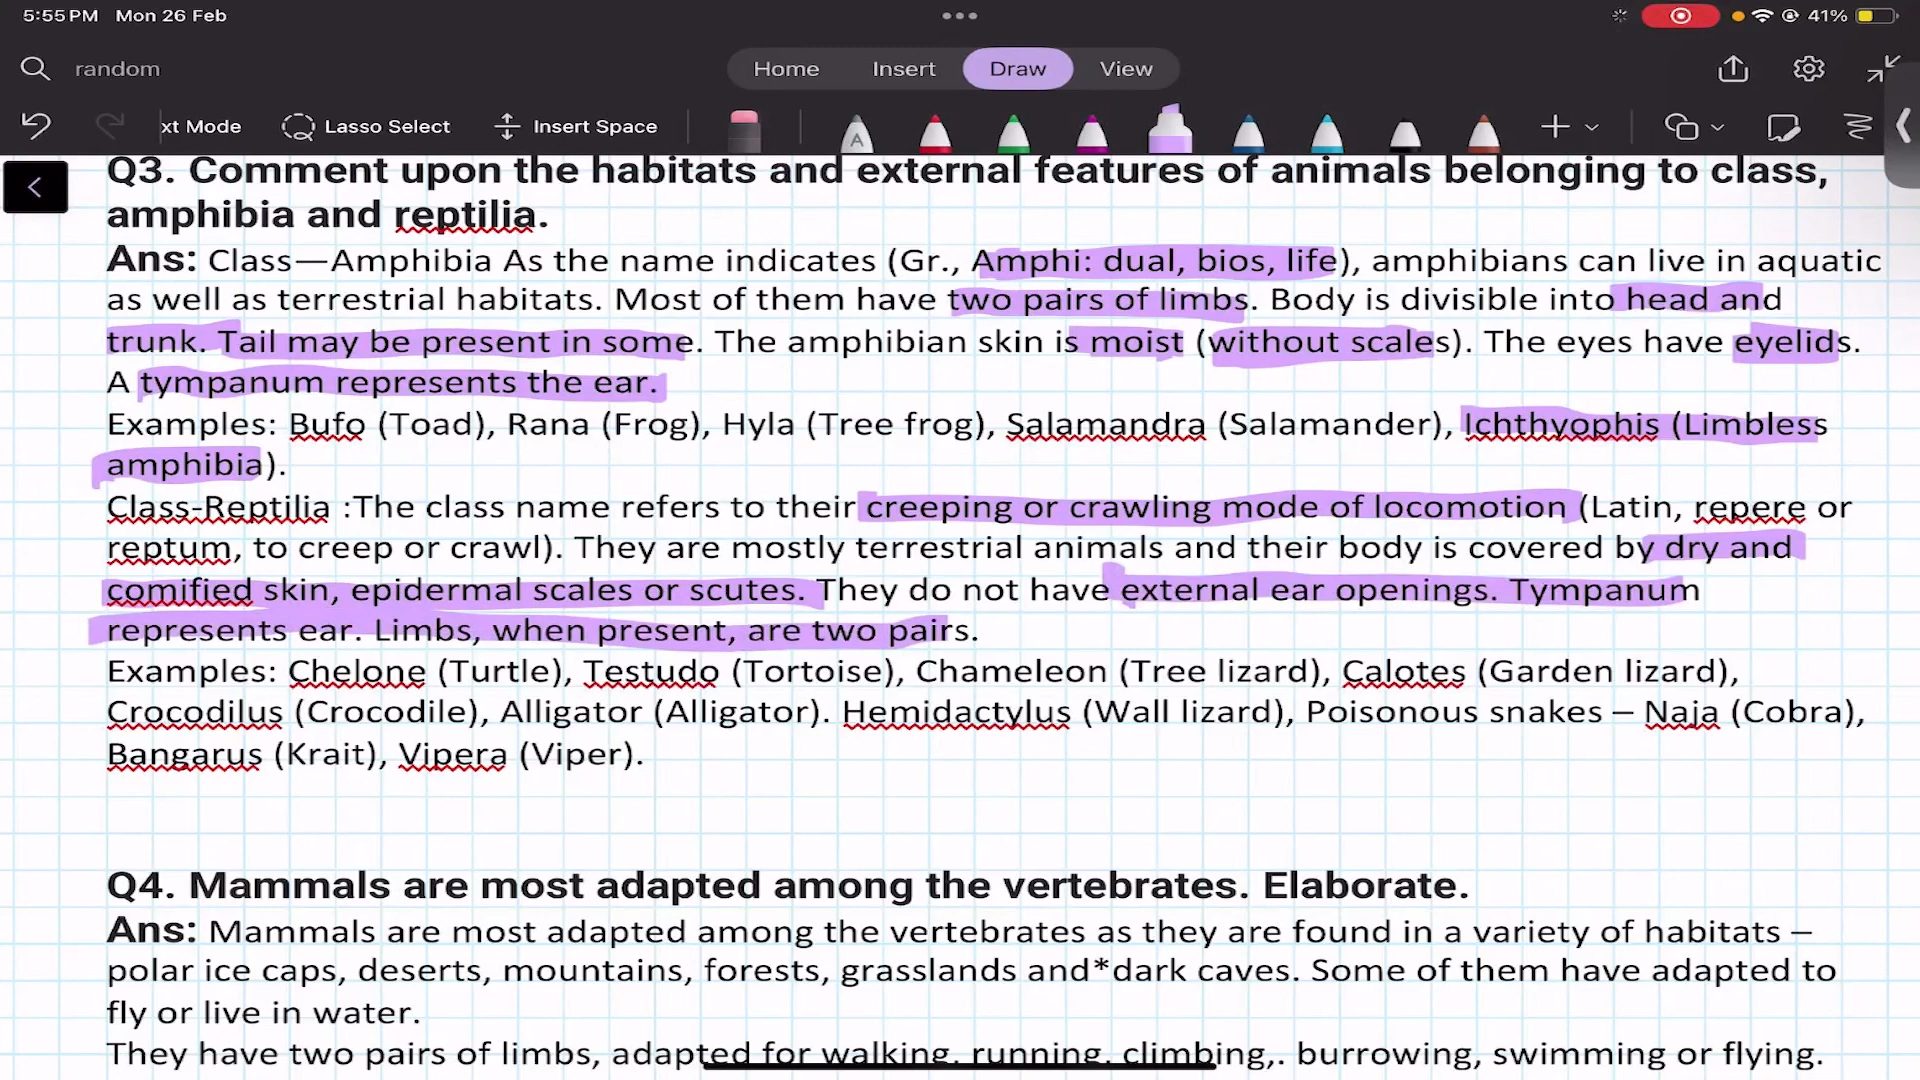 5:55 PM Mon 26 Feb
41%
random
Home Insert Draw View
xt Mode Lasso Select Insert Space
A
Q3. Comment upon the habitats and external features of animals belonging to class,
amphibia and reptilia.
Ans: Class—Amphibia As the name indicates (Gr., Amphi: dual, bios, life), amphibians can live in aquatic
as well as terrestrial habitats. Most of them have two pairs of limbs. Body is divisible into head and
trunk. Tail may be present in some. The amphibian skin is moist (without scales). The eyes have eyelids.
A tympanum represents the ear.
Examples: Bufo (Toad), Rana (Frog), Hyla (Tree frog), Salamandra (Salamander), Ichthyophis (Limbless
amphibia).
Class-Reptilia :The class name refers to their creeping or crawling mode of locomotion (Latin, repere or
reptum, to creep or crawl). They are mostly terrestrial animals and their body is covered by dry and
comified skin, epidermal scales or scutes. They do not have external ear openings. Tympanum
represents ear. Limbs, when present, are two pairs.
Examples: Chelone (Turtle), Testudo (Tortoise), Chameleon (Tree lizard), Calotes (Garden lizard),
Crocodilus (Crocodile), Alligator (Alligator). Hemidactylus (Wall lizard), Poisonous snakes – Naja (Cobra),
Bangarus (Krait), Vipera (Viper).
Q4. Mammals are most adapted among the vertebrates. Elaborate.
Ans: Mammals are most adapted among the vertebrates as they are found in a variety of habitats –
polar ice caps, deserts, mountains, forests, grasslands and*dark caves. Some of them have adapted to
fly or live in water.
They have two pairs of limbs, adapted for walking, running, climbing,. burrowing, swimming or flying.